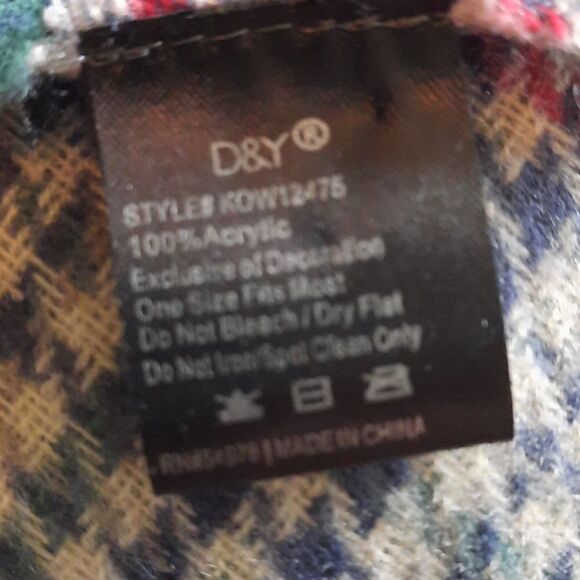 D&Y®
STYLE# KOW12475
100% Acrylic
Exclusive of Decoration
One Size Fits Most
Do Not Bleach / Dry Flat
Do Not Iron/Spot Clean Only
MADE IN CHINA